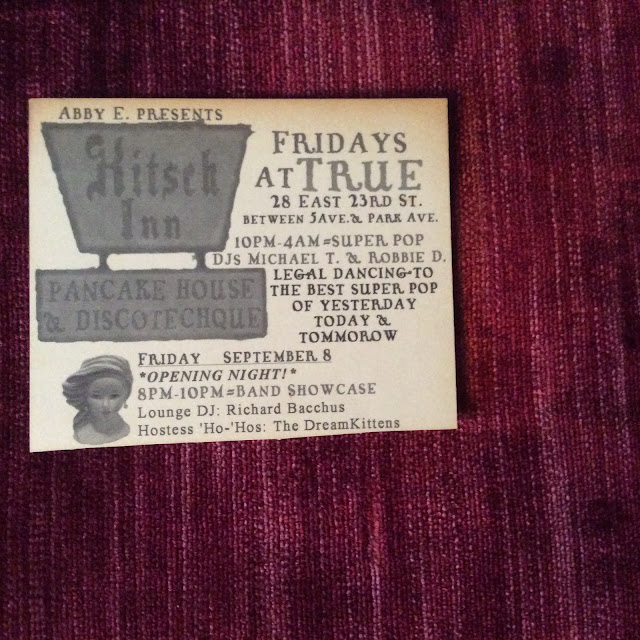 ABBY E. PRESENTS
Kitsch
Inn
PANCAKE HOUSE
& DISCOTECHQUE
FRIDAYS
AT TRUE
28 EAST 23RD ST.
BETWEEN 5AVE.& PARK AVE.
10PM-4AM=SUPER POP
DJS MICHAEL T. & ROBBIE D.
LEGAL DANCING TO
THE BEST SUPER POP
OF YESTERDAY
TODAY &
TOMMOROW
FRIDAY SEPTEMBER 8
*OPENING NIGHT!*
8PM-10PM=BAND SHOWCASE
Lounge DJ: Richard Bacchus
Hostess 'Ho-'Hos: The DreamKittens